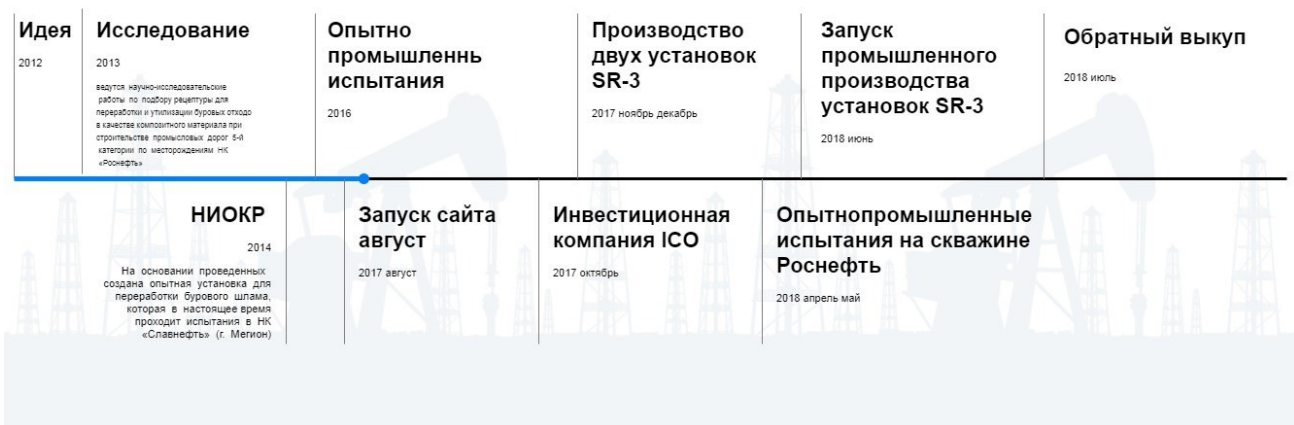 Идея
2012
Исследование
2013
ведутся научно-исследовательские
работы по подбору рецептуры для
переработки и утилизации буровых отходо
в качестве композитного материала при
строительстве промысловых дорог 5-й
категории по месторождениям НК
«Роснефть»
НИОКР
2014
На основании проведенных
создана опытная установка для
переработки бурового шлама,
которая в настоящее время
проходит испытания в НК
«Славнефть» (г. Мегион)
Опытно
промышленнь
испытания
2016
Запуск сайта
август
2017 август
Инвестиционная
компания ICO
2017 октябрь
Производство
двух установок
SR-3
2017 ноябрь декабрь
Опытнопромышленные
испытания на скважине
Роснефть
2018 апрель май
Запуск
промышленного
производства
установок SR-3
2018 июнь
Обратный выкуп
2018 июль